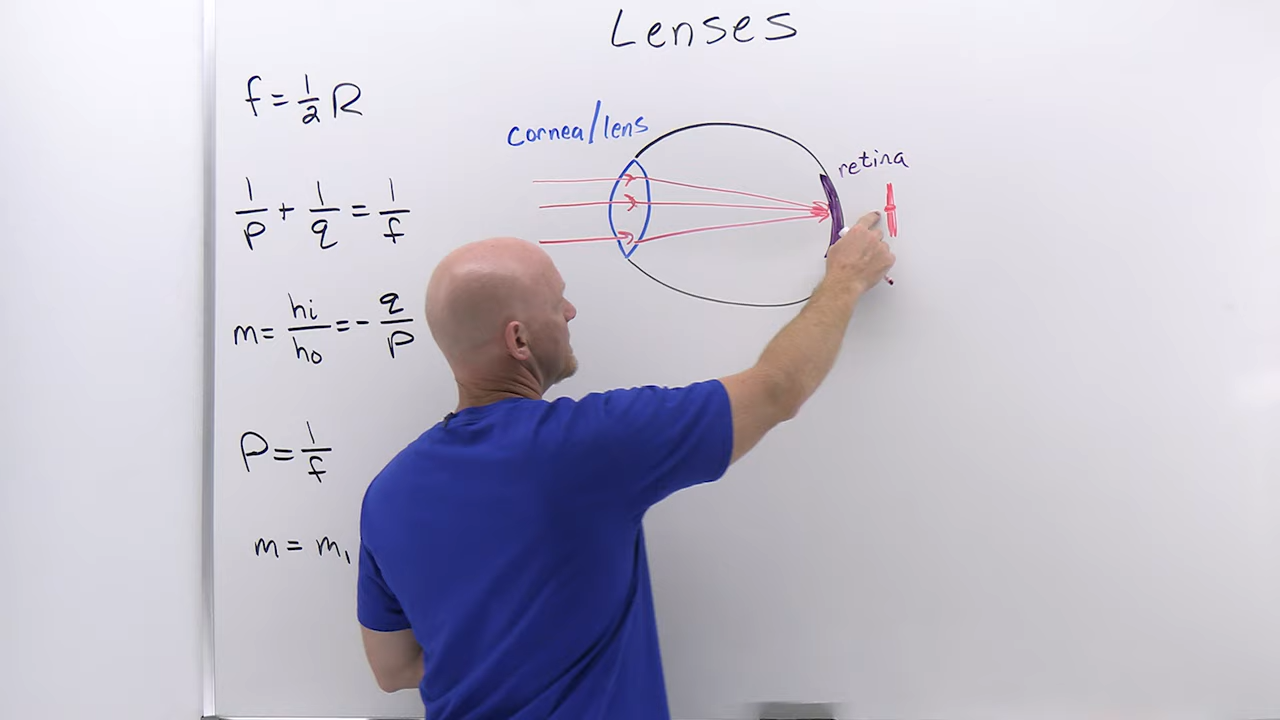 Lenses
f = 1/2 R
cornea/lens
retina
1/p + 1/q = 1/f
m = hi/ho = - q/p
P = 1/f
m = m₁